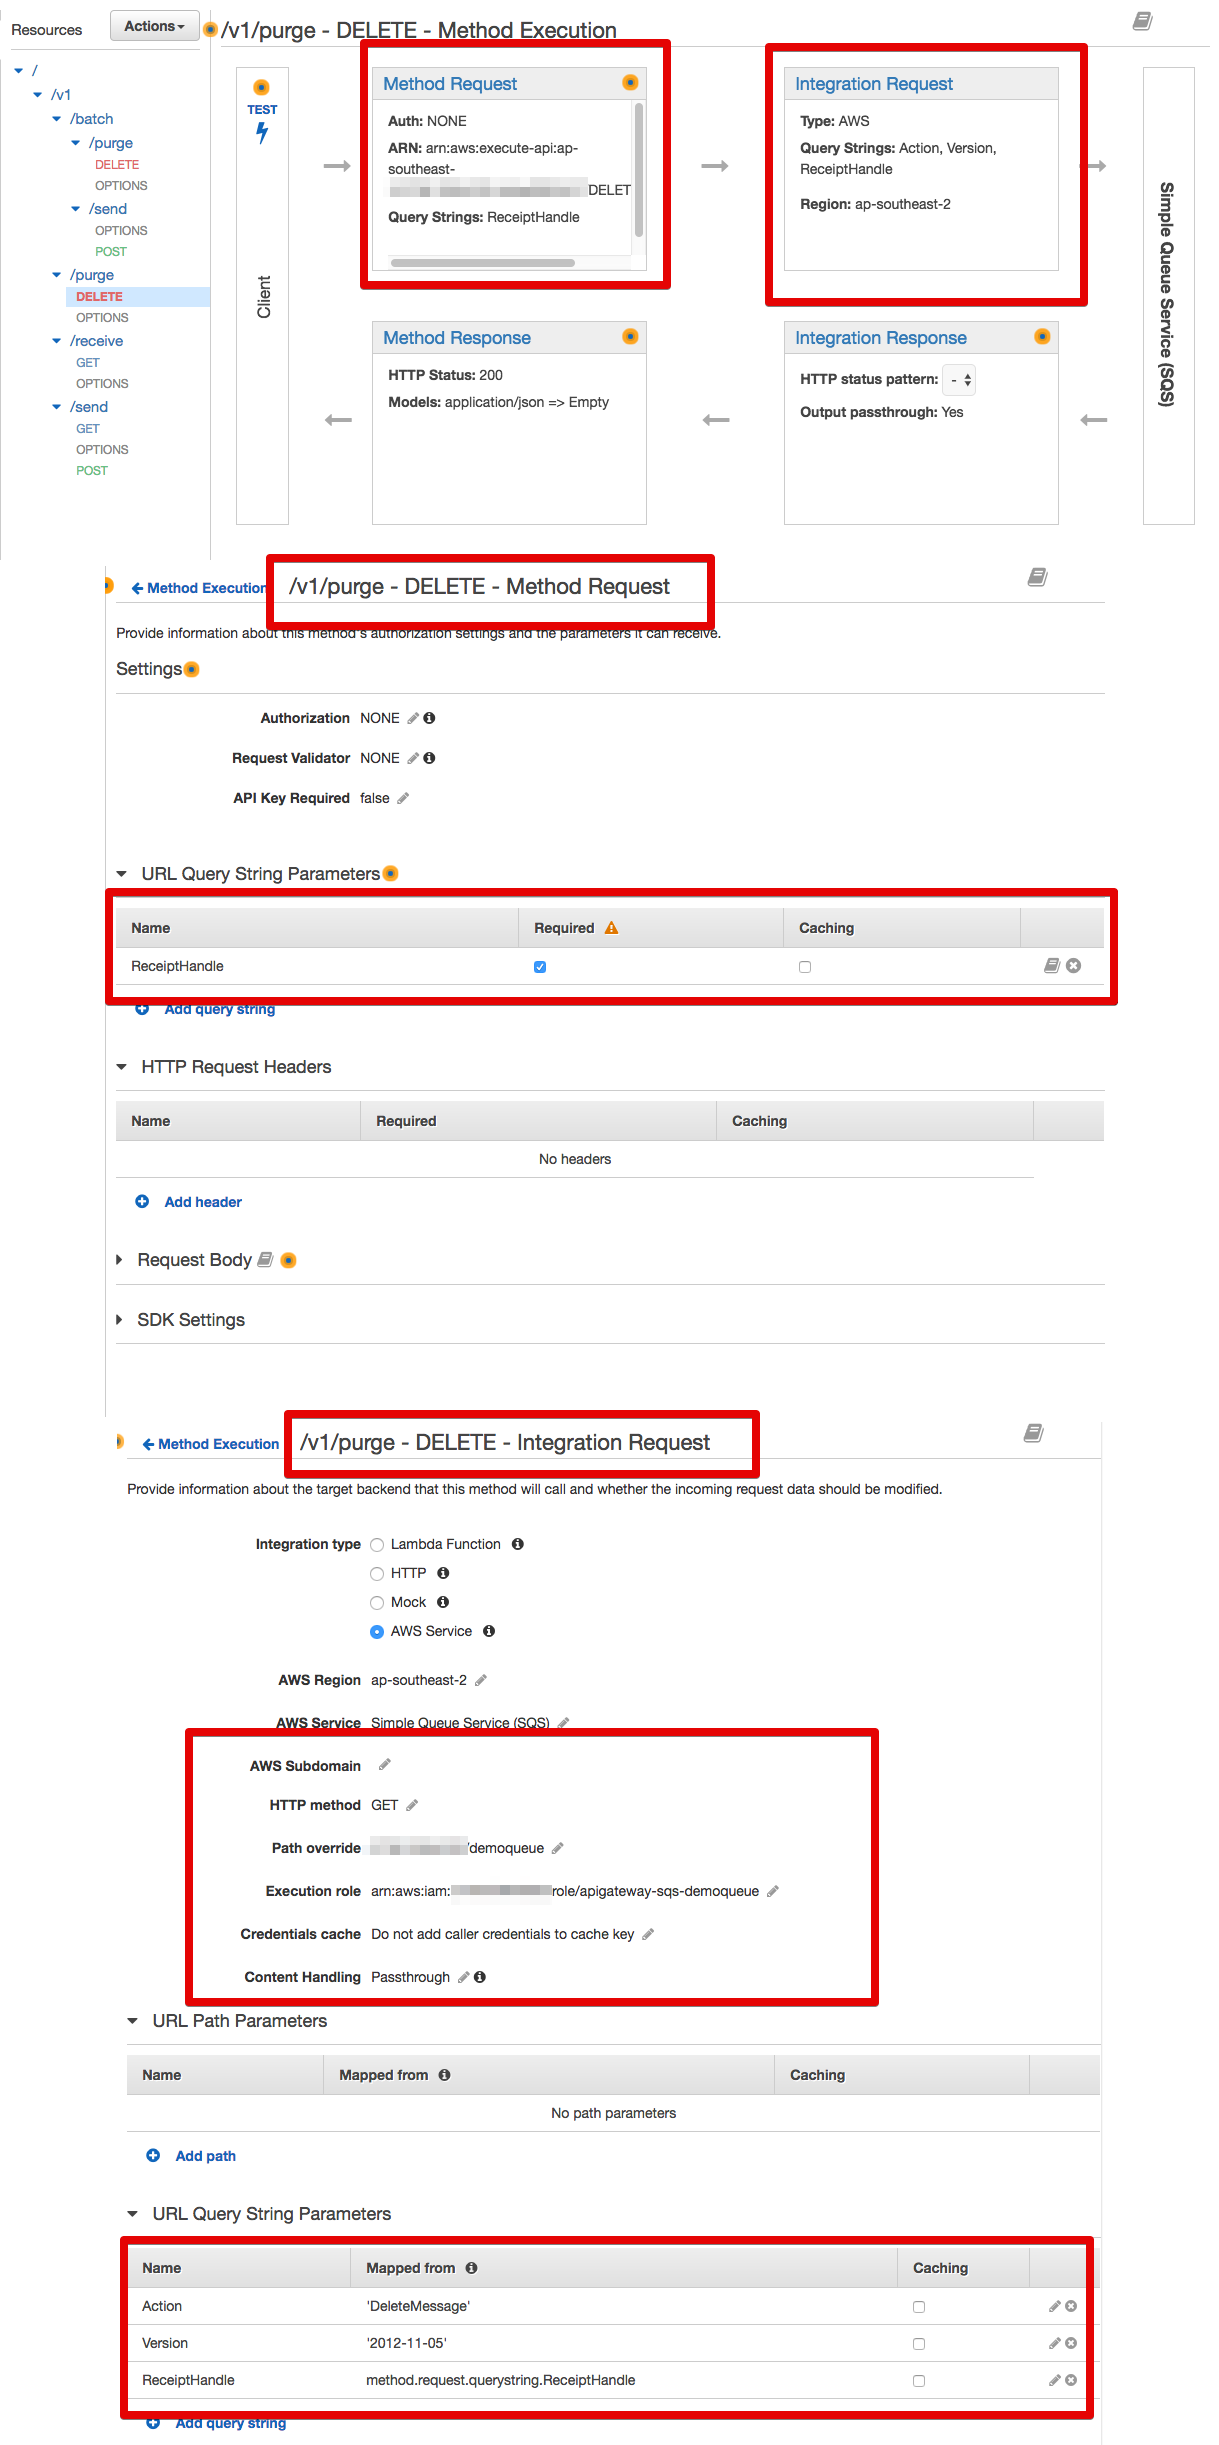 Resources
Actions
/v1/purge - DELETE - Method Execution
/
/v1
/batch
/purge
DELETE
OPTIONS
/send
OPTIONS
POST
/purge
DELETE
OPTIONS
/receive
GET
OPTIONS
/send
GET
OPTIONS
POST
TEST
Client
Method Request
Auth: NONE
ARN: arn:aws:execute-api:ap-
southeast-
DELET
Query Strings: ReceiptHandle
Integration Request
Type: AWS
Query Strings: Action, Version,
ReceiptHandle
Region: ap-southeast-2
Simple Queue Service (SQS)
Method Response
HTTP Status: 200
Models: application/json => Empty
Integration Response
HTTP status pattern: -
Output passthrough: Yes
Method Execution
/v1/purge - DELETE - Method Request
Provide information about this method's authorization settings and the parameters it can receive.
Settings
Authorization NONE
Request Validator NONE
API Key Required false
URL Query String Parameters
Name Required Caching
ReceiptHandle
Add query string
HTTP Request Headers
Name Required Caching
No headers
Add header
Request Body
SDK Settings
Method Execution
/v1/purge - DELETE - Integration Request
Provide information about the target backend that this method will call and whether the incoming request data should be modified.
Integration type Lambda Function
HTTP
Mock
AWS Service
AWS Region ap-southeast-2
AWS Service Simple Queue Service (SQS)
AWS Subdomain
HTTP method GET
Path override /demoqueue
Execution role arn:aws:iam: role/apigateway-sqs-demoqueue
Credentials cache Do not add caller credentials to cache key
Content Handling Passthrough
URL Path Parameters
Name Mapped from Caching
No path parameters
Add path
URL Query String Parameters
Name Mapped from Caching
Action 'DeleteMessage'
Version '2012-11-05'
ReceiptHandle method.request.querystring.ReceiptHandle
Add query string